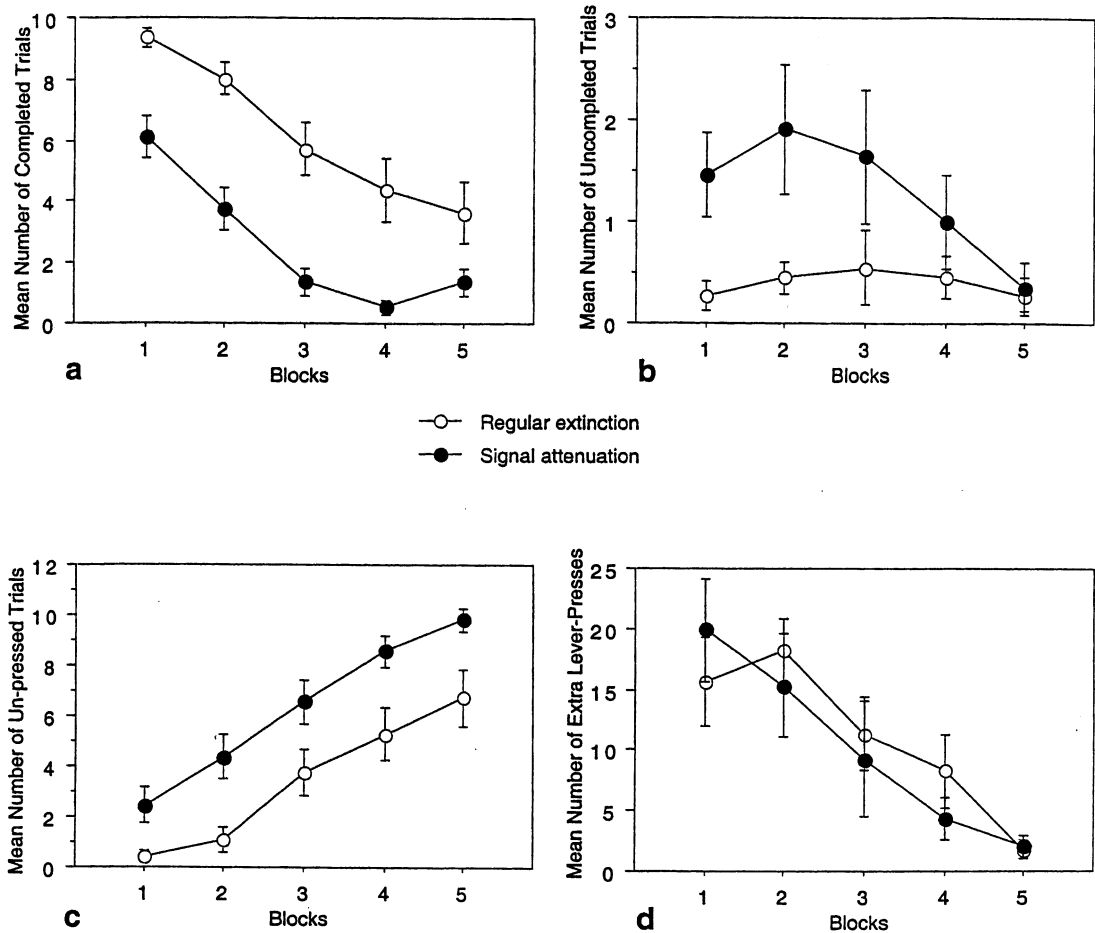 Mean Number of Completed Trials
10
8
6
4
2
0
1 2 3 4 5
Blocks
a
Mean Number of Uncompleted Trials
3
2
1
0
1 2 3 4 5
Blocks
b
Regular extinction
Signal attenuation
Mean Number of Un-pressed Trials
12
10
8
6
4
2
0
1 2 3 4 5
Blocks
c
Mean Number of Extra Lever-Presses
25
20
15
10
5
0
1 2 3 4 5
Blocks
d